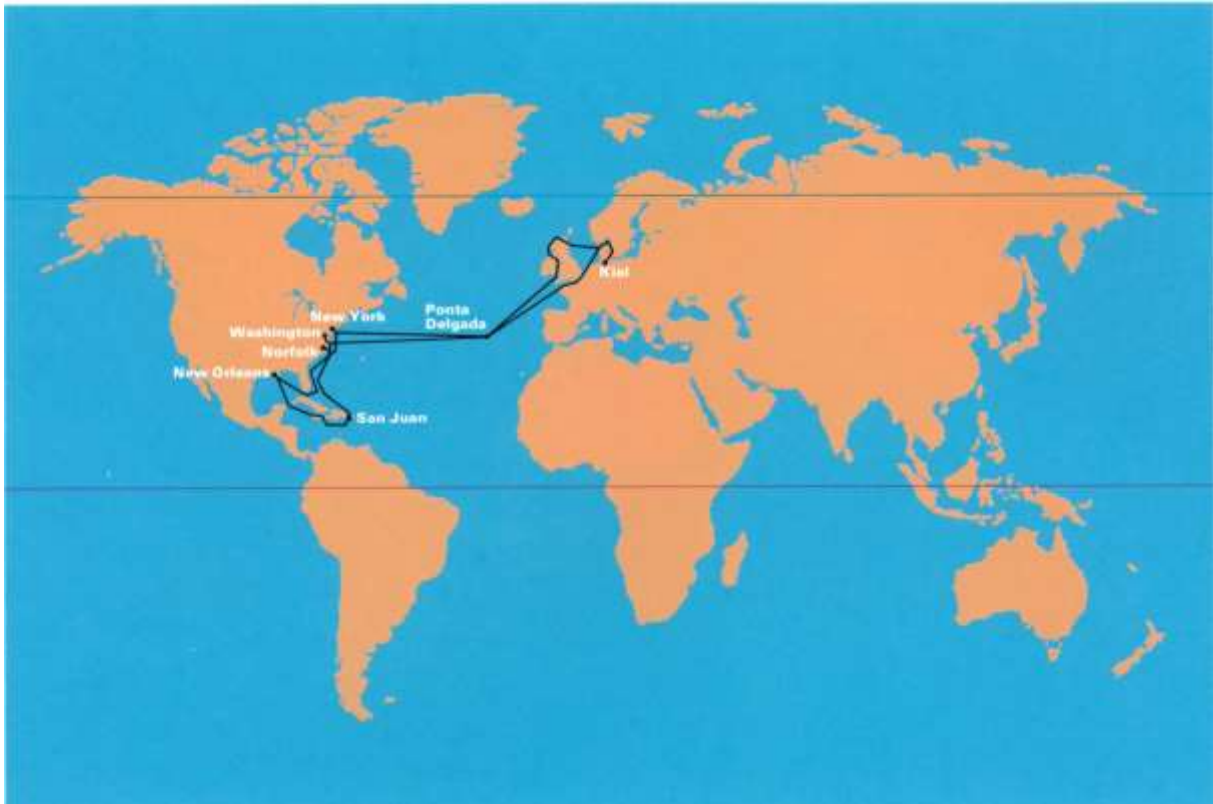 Kiel
Ponta
Delgada
New York
Washington
Norfolk
New Orleans
San Juan